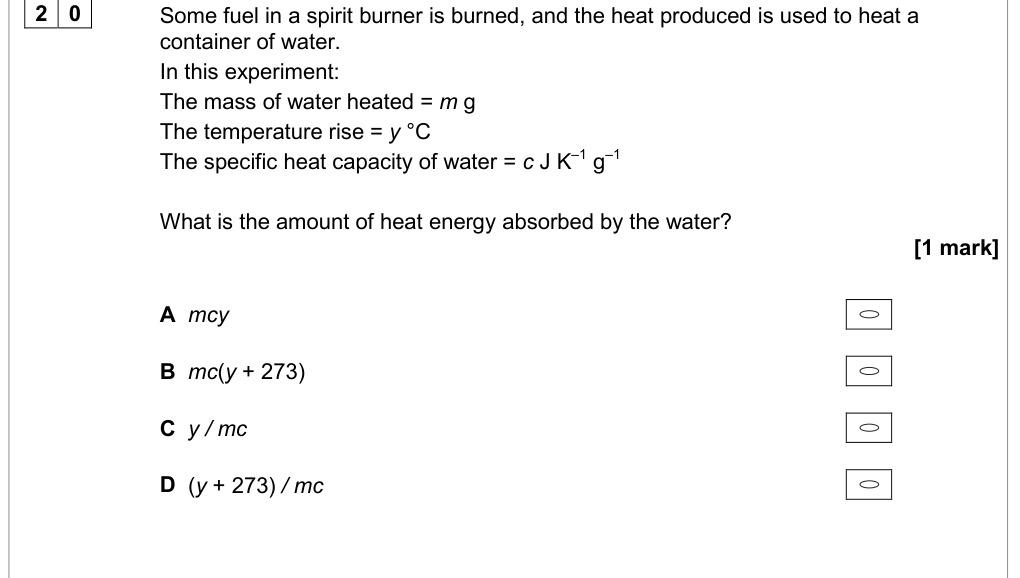 2 0
Some fuel in a spirit burner is burned, and the heat produced is used to heat a
container of water.
In this experiment:
The mass of water heated = m g
The temperature rise = y °C
The specific heat capacity of water = c J K⁻¹ g⁻¹
What is the amount of heat energy absorbed by the water?
[1 mark]
A mcy
B mc(y + 273)
C y / mc
D (y + 273) / mc